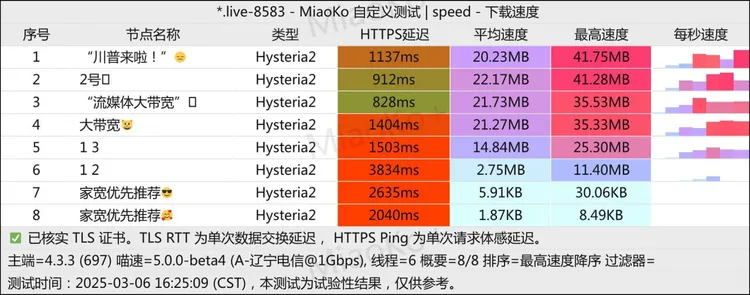 *.live-8583 - MiaoKo 自定义测试 | speed - 下载速度
序号 节点名称 类型 HTTPS延迟 平均速度 最高速度 每秒速度
1 “川普来啦！”😑 Hysteria2 1137ms 20.23MB 41.75MB
2 2号▯ Hysteria2 912ms 22.17MB 41.28MB
3 “流媒体大带宽”▯ Hysteria2 828ms 21.73MB 35.53MB
4 大带宽😺 Hysteria2 1404ms 21.27MB 35.33MB
5 1 3 Hysteria2 1503ms 14.84MB 25.30MB
6 1 2 Hysteria2 3834ms 2.75MB 11.40MB
7 家宽优先推荐😎 Hysteria2 2635ms 5.91KB 30.06KB
8 家宽优先推荐🥰 Hysteria2 2040ms 1.87KB 8.49KB
✅ 已核实 TLS 证书。TLS RTT 为单次数据交换延迟， HTTPS Ping 为单次请求体感延迟。
主端=4.3.3 (697) 喵速=5.0.0-beta4 (A-辽宁电信@1Gbps), 线程=6 概要=8/8 排序=最高速度降序 过滤器=
测试时间：2025-03-06 16:25:09 (CST)，本测试为试验性结果，仅供参考。